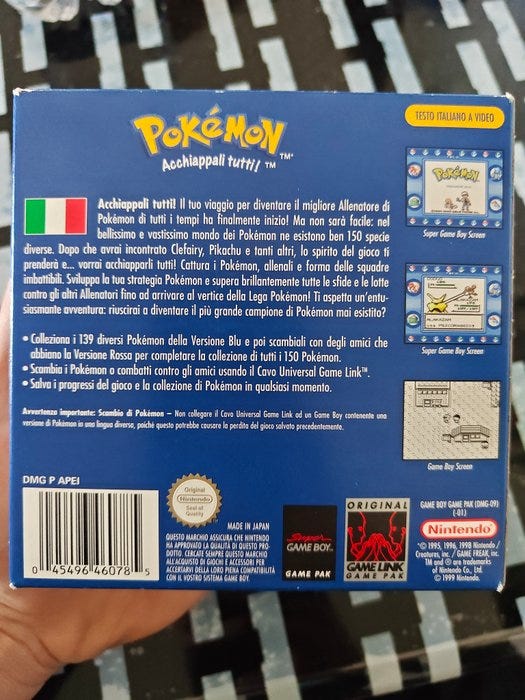 TESTO ITALIANO A VIDEO
POKéMON™
Acchiappali tutti!™
Super Game Boy Screen
Acchiappali tutti! Il tuo viaggio per diventare il migliore Allenatore di
Pokémon di tutti i tempi ha finalmente inizio! Ma non sarà facile: nel
bellissimo e vastissimo mondo dei Pokémon ne esistono ben 150 specie
diverse. Dopo che avrai incontrato Clefairy, Pikachu e tanti altri, lo spirito del gioco ti
prenderà e... vorrai acchiapparli tutti! Cattura i Pokémon, allenali e forma delle squadre
imbattibili. Sviluppa la tua strategia Pokémon e supera brillantemente tutte le sfide e le lotte
contro gli altri Allenatori fino ad arrivare al vertice della Lega Pokémon! Ti aspetta un'entu-
siasmante avventura: riuscirai a diventare il più grande campione di Pokémon mai esistito?
Super Game Boy Screen
• Colleziona i 139 diversi Pokémon della Versione Blu e poi scambiali con degli amici che
abbiano la Versione Rossa per completare la collezione di tutti i 150 Pokémon.
• Scambia i Pokémon o combatti contro gli amici usando il Cavo Universal Game Link™.
• Salva i progressi del gioco e la collezione di Pokémon in qualsiasi momento.
Avvertenza importante: Scambio di Pokémon – Non collegare il Cavo Universal Game Link ad un Game Boy contenente una
versione di Pokémon in una lingua diversa, poiché questo potrebbe causare la perdita del gioco salvato precedentemente.
Game Boy Screen
DMG P APEI
0 45496 46078 5
Original
Nintendo
Seal of
Quality
MADE IN JAPAN
QUESTO MARCHIO ASSICURA CHE NINTENDO
HA APPROVATO LA QUALITÀ DI QUESTO PRO-
DOTTO. CERCATE SEMPRE QUESTO MARCHIO
ALL'ACQUISTO DI GIOCHI E ACCESSORI PER
ACCERTARVI DELLA LORO PIENA COMPATIBILITÀ
CON IL VOSTRO SISTEMA GAME BOY.
Super
GAME BOY
GAME PAK
ORIGINAL
GAME LINK
GAME PAK
GAME BOY GAME PAK (DMG-09)
(-01)
Nintendo
©1995, 1996, 1998 Nintendo/
Creatures, inc. / GAME FREAK, inc.
TM and ® are trademarks
of Nintendo Co., Ltd.
© 1999 Nintendo.